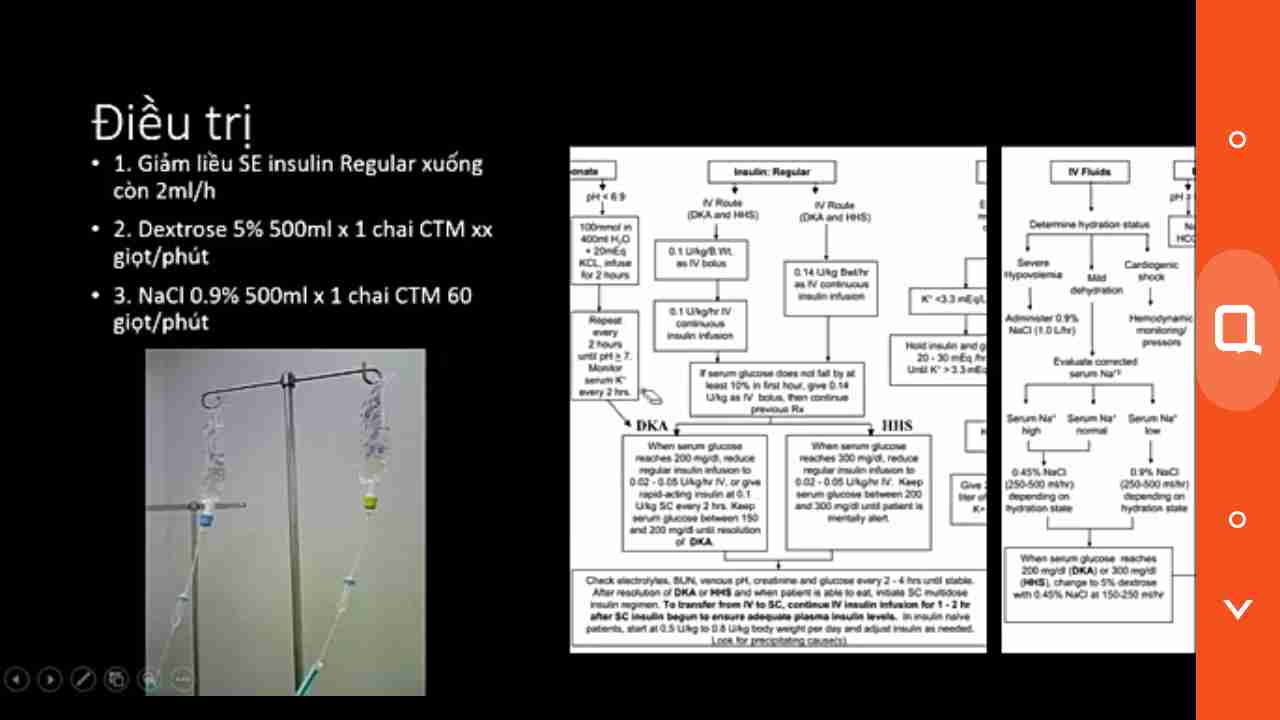 Điều trị
• 1. Giảm liều SE insulin Regular xuống
còn 2ml/h
• 2. Dextrose 5% 500ml x 1 chai CTM xx
giọt/phút
• 3. NaCl 0.9% 500ml x 1 chai CTM 60
giọt/phút
onate
pH < 6.9
100mmol in
400ml H₂O
+ 20mEq
KCL, infuse
for 2 hours
Repeat
every
2 hours
until pH ≥ 7.
Monitor
serum K⁺
every 2 hrs.
Insulin: Regular
IV Route
(DKA and HHS)
IV Route
(DKA and HHS)
0.1 U/kg/B.Wt.
as IV bolus
0.1 U/kg/hr IV
continuous
insulin infusion
0.14 U/kg Bwt/hr
as IV continuous
insulin infusion
If serum glucose does not fall by at
least 10% in first hour, give 0.14
U/kg as IV bolus, then continue
previous Rx
DKA
HHS
When serum glucose
reaches 200 mg/dl, reduce
regular insulin infusion to
0.02 - 0.05 U/kg/hr IV, or give
rapid-acting insulin at 0.1
U/kg SC every 2 hrs. Keep
serum glucose between 150
and 200 mg/dl until resolution
of DKA.
When serum glucose
reaches 300 mg/dl, reduce
regular insulin infusion to
0.02 - 0.05 U/kg/hr IV. Keep
serum glucose between 200
and 300 mg/dl until patient is
mentally alert.
K⁺ <3.3 mEq/L
Hold insulin and g
20 - 30 mEq /hr
Until K⁺ > 3.3 mEq
Give
liter of
K⁺
Check electrolytes, BUN, venous pH, creatinine and glucose every 2 - 4 hrs until stable.
After resolution of DKA or HHS and when patient is able to eat, initiate SC multidose
insulin regimen. To transfer from IV to SC, continue IV insulin infusion for 1 - 2 hr
after SC insulin begun to ensure adequate plasma insulin levels. In insulin naive
patients, start at 0.5 U/kg to 0.8 U/kg body weight per day and adjust insulin as needed.
Look for precipitating cause(s).
IV Fluids
Determine hydration status
Severe
Hypovolemia
Mild
dehydration
Cardiogenic
shock
Administer 0.9%
NaCl (1.0 L/hr)
Hemodynamic
monitoring/
pressors
Evaluate corrected
serum Na⁺
Serum Na⁺
high
Serum Na⁺
normal
Serum Na⁺
low
0.45% NaCl
(250-500 ml/hr)
depending on
hydration state
0.9% NaCl
(250-500 ml/hr)
depending on
hydration state
When serum glucose reaches
200 mg/dl (DKA) or 300 mg/dl
(HHS), change to 5% dextrose
with 0.45% NaCl at 150-250 ml/hr
pH
HCO